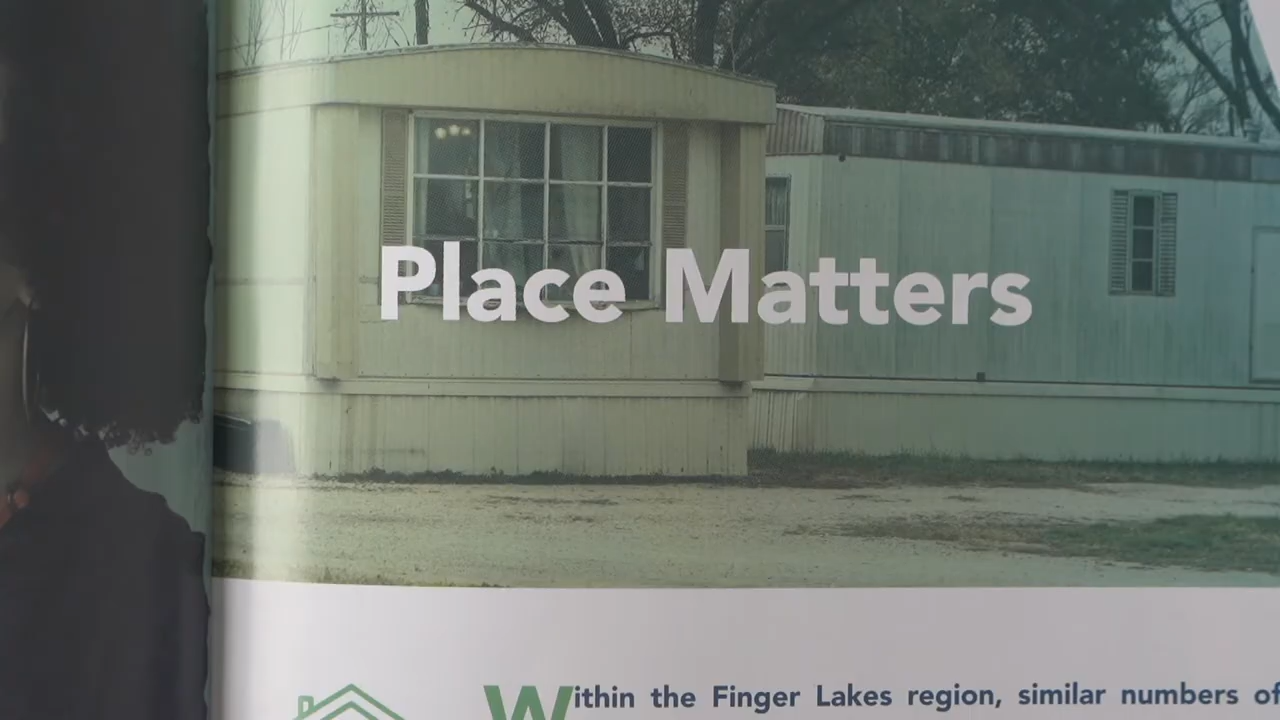 Place Matters
Within the Finger Lakes region, similar numbers of